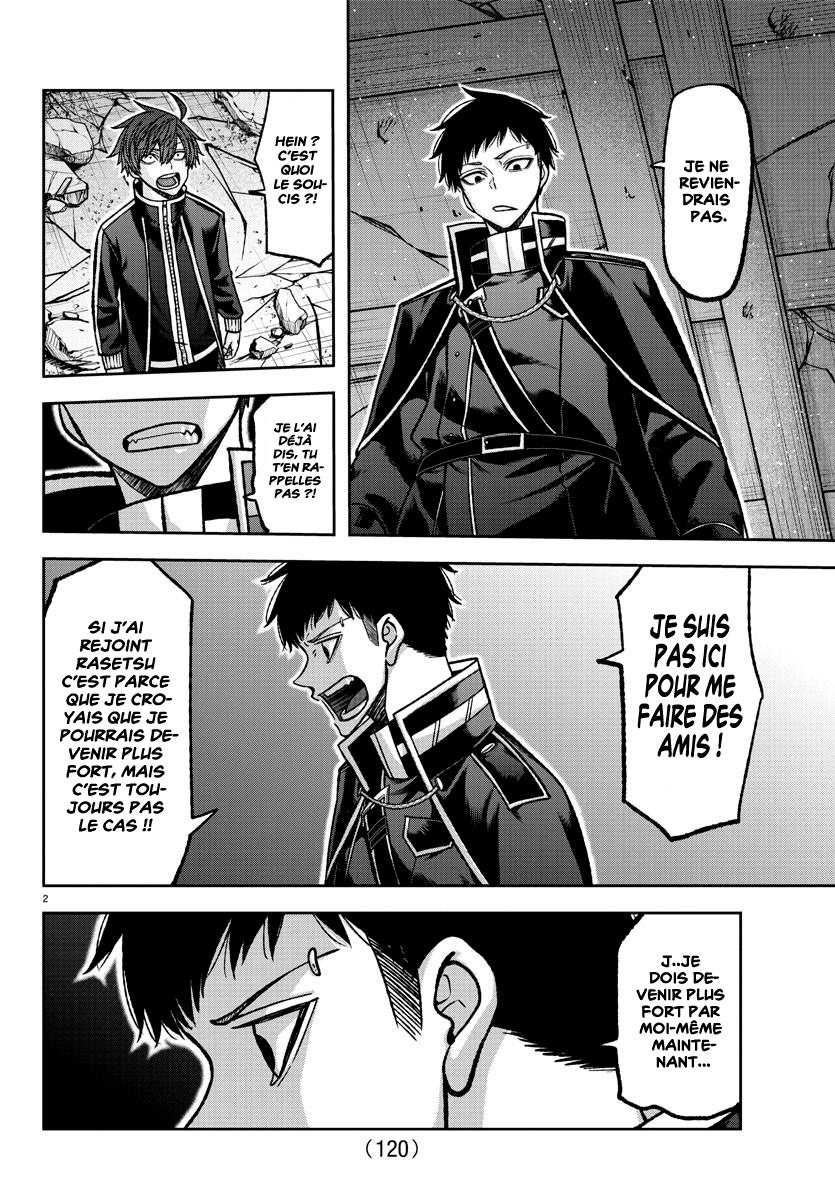 JE NE
REVIEN-
DRAIS
PAS.
HEIN ?
C'EST
QUOI
LE SOU-
CIS ?!
JE L'AI
DÉJÀ
DIS, TU
T'EN RA-
PPELLES
PAS ?!
JE SUIS
PAS ICI
POUR ME
FAIRE DES
AMIS !
SI J'AI
REJOINT
RASETSU
C'EST PARCE
QUE JE CRO-
YAIS QUE JE
POURRAIS DE-
VENIR PLUS
FORT, MAIS
C'EST TOU-
JOURS PAS
LE CAS !!
2
J..JE
DOIS DE-
VENIR PLUS
FORT PAR
MOI-MÊME
MAINTE-
NANT...
(120)